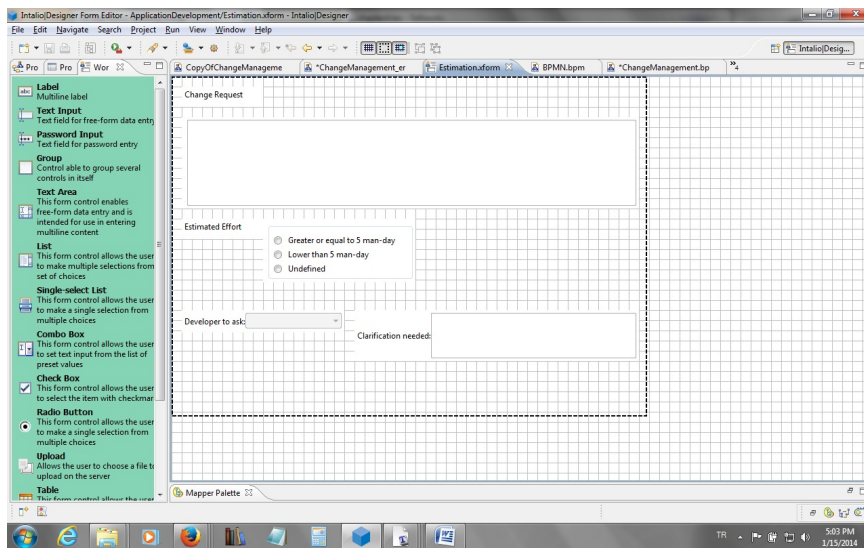 Intalio|Designer Form Editor - ApplicationDevelopment/Estimation.xform - Intalio|Designer
File Edit Navigate Search Project Run Tools Window Help
Intalio|Desig...
Pro Pro Wor
CopyOfChangeManageme *ChangeManagement_er Estimation.xform BPMN.bpm *ChangeManagement.bp »4
abc Label
Multiline label
Text Input
Text field for free-form data entry
Password Input
Text field for password entry
Group
Control able to group several
controls in itself
Text Area
This form control enables
free-form data entry and is
intended for use in entering
multiline content
List
This form control allows the user
to make multiple selections from
set of choices
Single-select List
This form control allows the user
to make a single selection from
multiple choices
Combo Box
This form control allows the user
to set text input from the list of
preset values
Check Box
This form control allows the user
to select the item with checkmar
Radio Button
This form control allows the user
to make a single selection from
multiple choices
Upload
Allows the user to choose a file to
upload on the server
Table
This form control allows the user
Change Request
Estimated Effort
Greater or equal to 5 man-day
Lower than 5 man-day
Undefined
Developer to ask:
Clarification needed:
Mapper Palette
TR
5:03 PM
1/15/2014